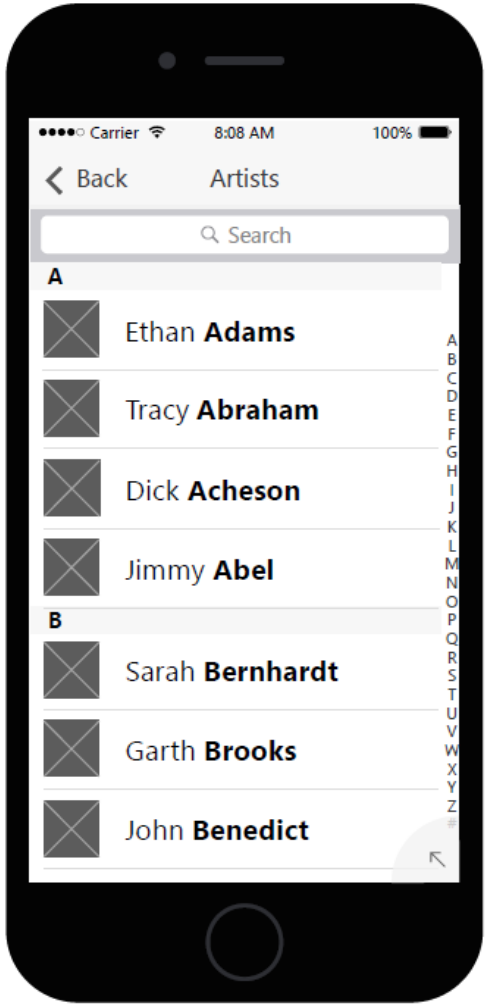 Carrier 8:08 AM 100%
Back Artists
Search
A
Ethan Adams
Tracy Abraham
Dick Acheson
Jimmy Abel
B
Sarah Bernhardt
Garth Brooks
John Benedict
A
B
C
D
E
F
G
H
I
J
K
L
M
N
O
P
Q
R
S
T
U
V
W
X
Y
Z
#